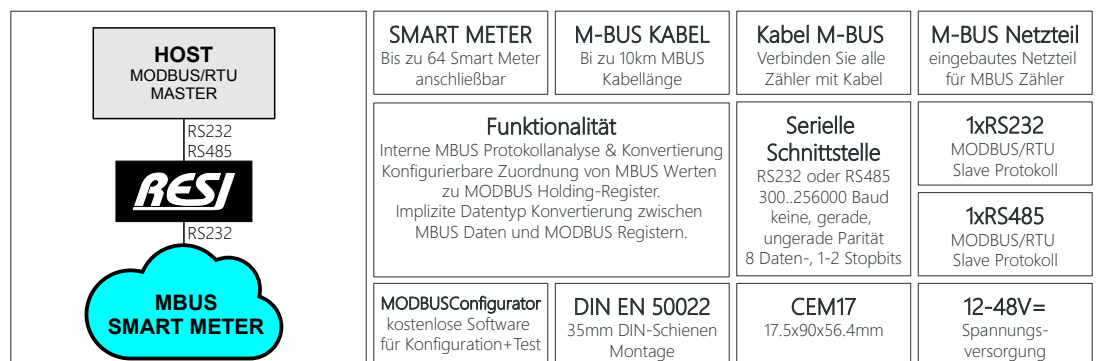 HOST
MODBUS/RTU
MASTER
RS232
RS485
RESI
RS232
MBUS
SMART METER
SMART METER
Bis zu 64 Smart Meter
anschließbar
M-BUS KABEL
Bi zu 10km MBUS
Kabellänge
Kabel M-BUS
Verbinden Sie alle
Zähler mit Kabel
M-BUS Netzteil
eingebautes Netzteil
für MBUS Zähler
Funktionalität
Interne MBUS Protokollanalyse & Konvertierung
Konfigurierbare Zuordnung von MBUS Werten
zu MODBUS Holding-Register.
Implizite Datentyp Konvertierung zwischen
MBUS Daten und MODBUS Registern.
Serielle
Schnittstelle
RS232 oder RS485
300..256000 Baud
keine, gerade,
ungerade Parität
8 Daten-, 1-2 Stopbits
1xRS232
MODBUS/RTU
Slave Protokoll
1xRS485
MODBUS/RTU
Slave Protokoll
MODBUSConfigurator
kostenlose Software
für Konfiguration+Test
DIN EN 50022
35mm DIN-Schienen
Montage
CEM17
17.5x90x56.4mm
12-48V=
Spannungs-
versorgung